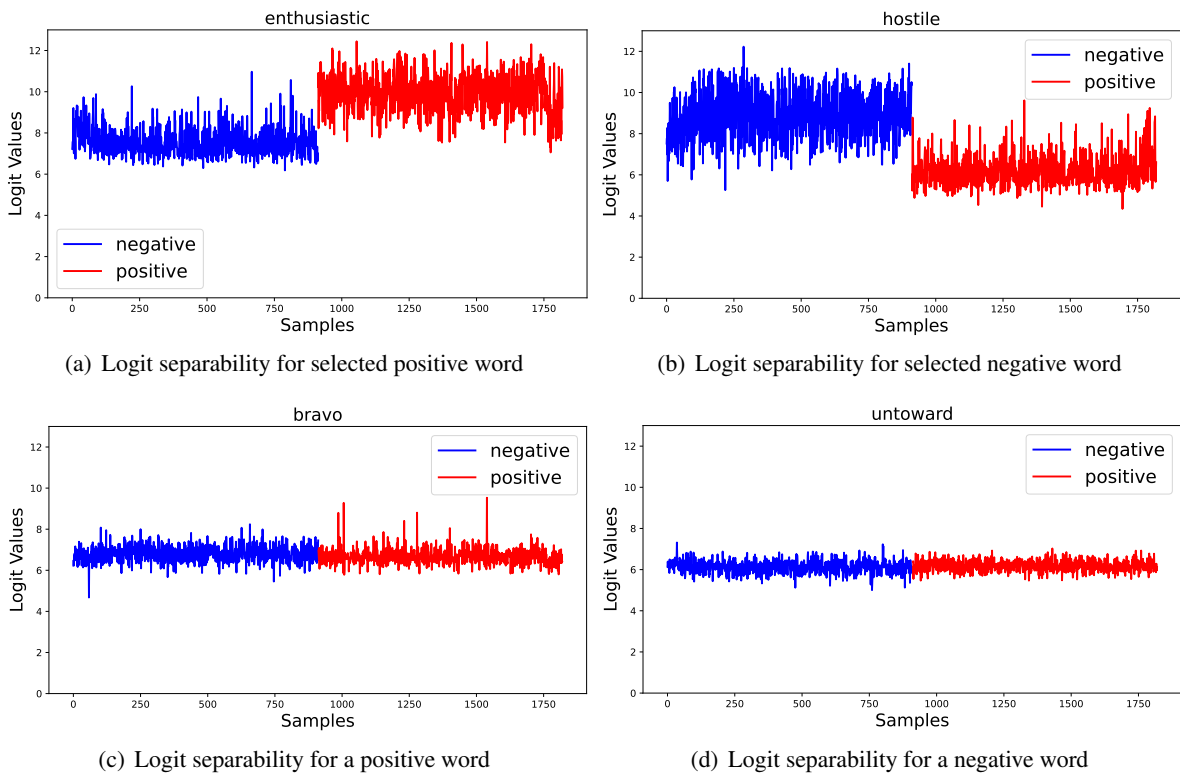 enthusiastic
12
10
8
6
4
2
0
Logit Values
negative
positive
0 250 500 750 1000 1250 1500 1750
Samples
(a) Logit separability for selected positive word
hostile
12
10
8
6
4
2
0
Logit Values
negative
positive
0 250 500 750 1000 1250 1500 1750
Samples
(b) Logit separability for selected negative word
bravo
12
10
8
6
4
2
0
Logit Values
negative
positive
0 250 500 750 1000 1250 1500 1750
Samples
(c) Logit separability for a positive word
untoward
12
10
8
6
4
2
0
Logit Values
negative
positive
0 250 500 750 1000 1250 1500 1750
Samples
(d) Logit separability for a negative word